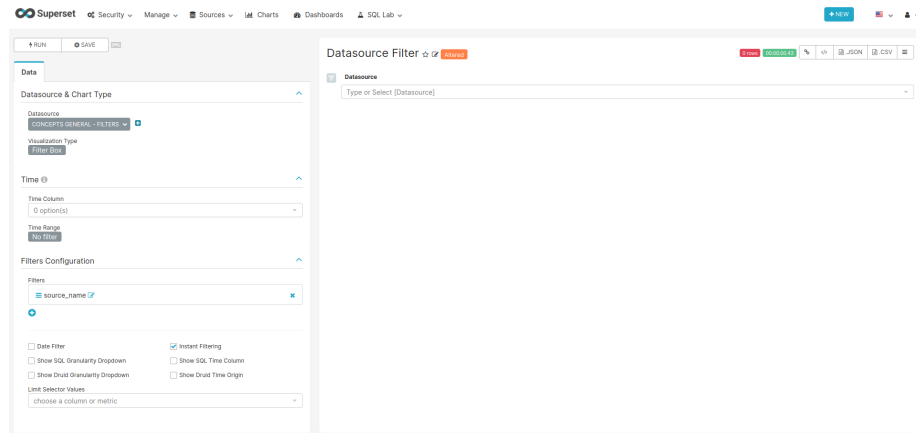 Superset Security Manage Sources Charts Dashboards SQL Lab + NEW
RUN SAVE
Data
Datasource & Chart Type
Datasource
CONCEPTS GENERAL - FILTERS
Visualization Type
Filter Box
Time
Time Column
0 option(s)
Time Range
No filter
Filters Configuration
Filters
source_name
Date Filter Instant Filtering
Show SQL Granularity Dropdown Show SQL Time Column
Show Druid Granularity Dropdown Show Druid Time Origin
Limit Selector Values
choose a column or metric
Datasource Filter Altered 0 rows 00:00:00.43 .JSON .CSV
Datasource
Type or Select [Datasource]